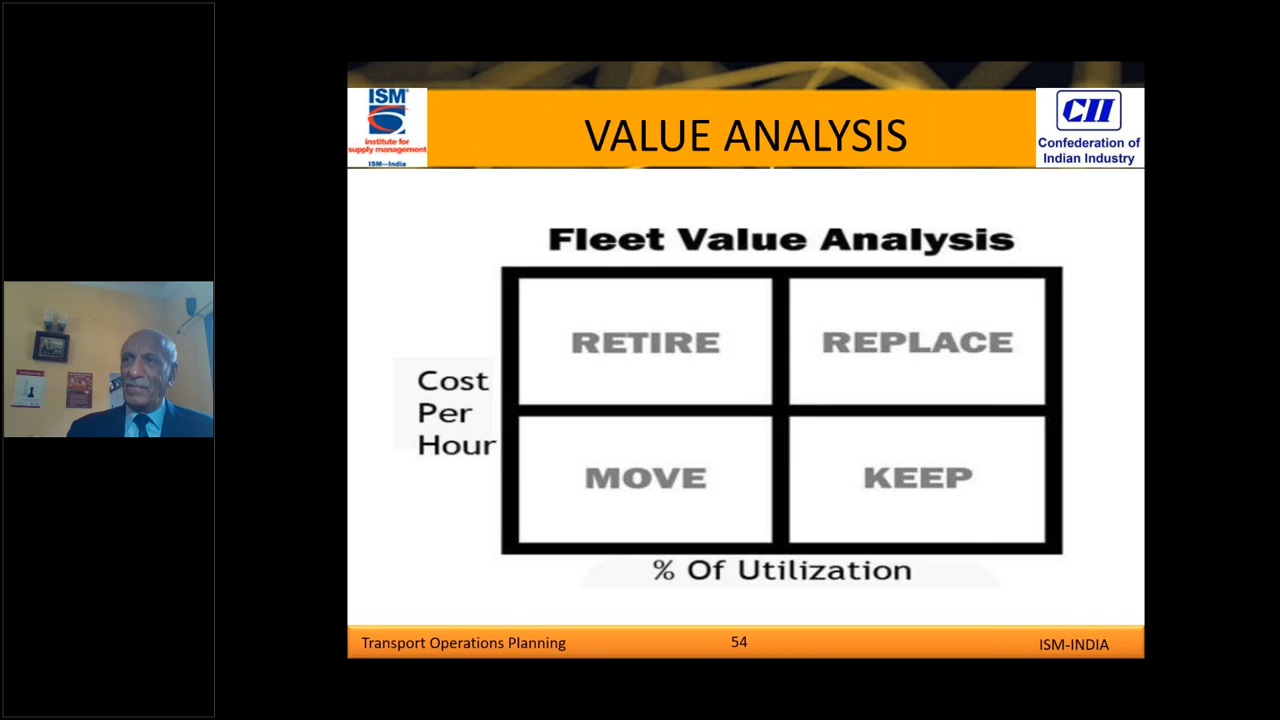 ISM®
institute for
supply management
ISM—India
VALUE ANALYSIS
CII
Confederation of
Indian Industry
Fleet Value Analysis
RETIRE
REPLACE
Cost
Per
Hour
MOVE
KEEP
% Of Utilization
Transport Operations Planning
54
ISM-INDIA